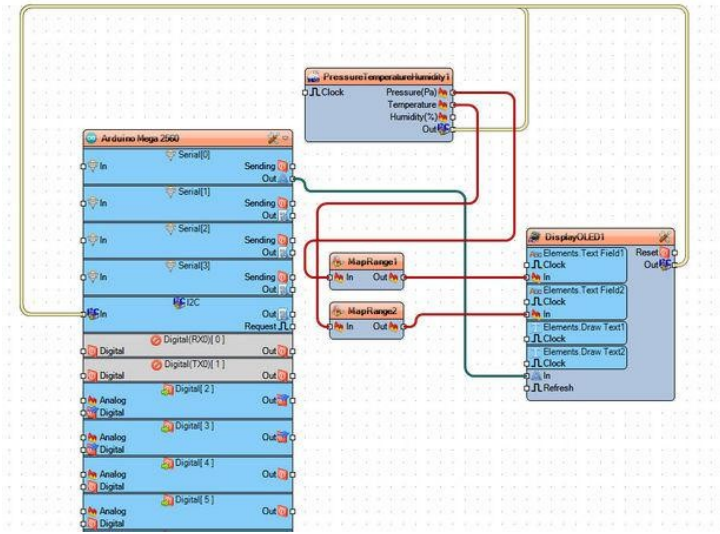 PressureTemperatureHumidity1
Clock
Pressure(Pa)
Temperature
Humidity(%)
Out
Arduino Mega 2560
Serial[0]
In
Sending
Out
Serial[1]
In
Sending
Out
Serial[2]
In
Sending
Out
Serial[3]
In
Sending
Out
I2C
In
Out
Request
Digital(RX0)[ 0 ]
Digital
Out
Digital(TX0)[ 1 ]
Digital
Out
Digital[ 2 ]
Analog
Out
Digital
Digital[ 3 ]
Analog
Out
Digital
Digital[ 4 ]
Analog
Out
Digital
Digital[ 5 ]
Analog
Out
Digital
MapRange1
In
Out
MapRange2
In
Out
DisplayOLED1
Elements.Text Field1
Reset
Clock
Out
In
Elements.Text Field2
Clock
In
Elements.Draw Text1
Clock
Elements.Draw Text2
Clock
In
Refresh